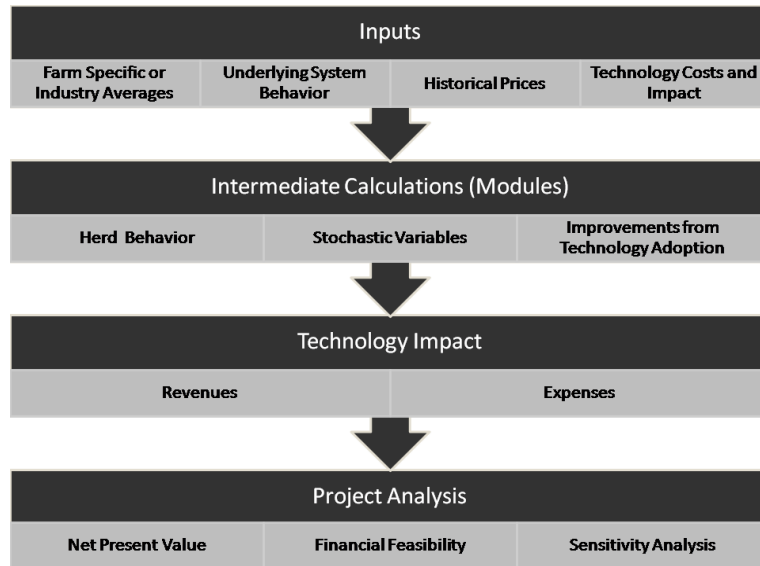 Inputs
Farm Specific or
Industry Averages
Underlying System
Behavior
Historical Prices
Technology Costs and
Impact
Intermediate Calculations (Modules)
Herd Behavior
Stochastic Variables
Improvements from
Technology Adoption
Technology Impact
Revenues
Expenses
Project Analysis
Net Present Value
Financial Feasibility
Sensitivity Analysis